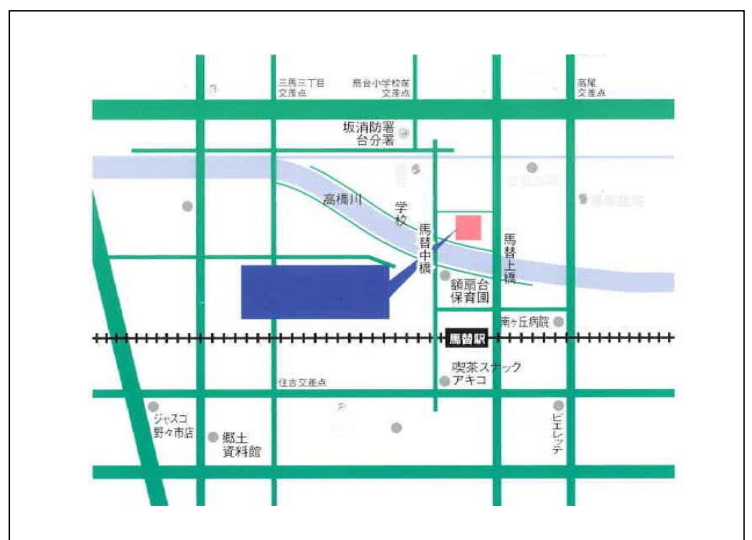 三馬三丁目
交差点
扇台小学校前
交差点
高尾
交差点
坂消防署
台分署
高橋川
学校
馬替中橋
馬替上橋
額扇台
保育園
南ヶ丘病院
馬替駅
喫茶スナック
アキコ
住吉交差点
ジャスコ
野々市店
郷土
資料館
ビエレッテ